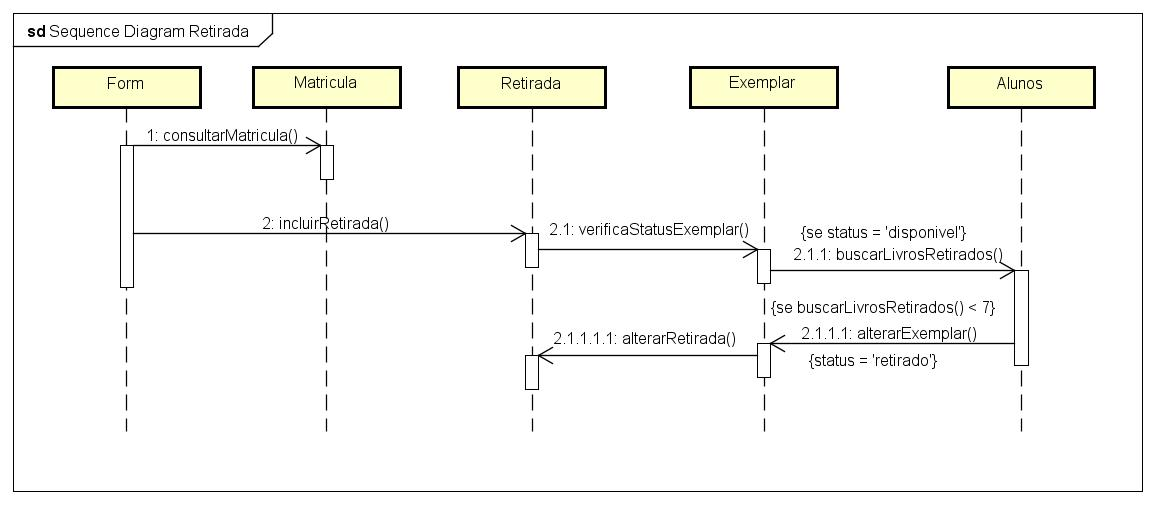 sd Sequence Diagram Retirada
Form
Matricula
Retirada
Exemplar
Alunos
1: consultarMatricula()
2: incluirRetirada()
2.1: verificaStatusExemplar()
{se status = 'disponivel'}
2.1.1: buscarLivrosRetirados()
{se buscarLivrosRetirados() < 7}
2.1.1.1: alterarExemplar()
2.1.1.1.1: alterarRetirada()
{status = 'retirado'}